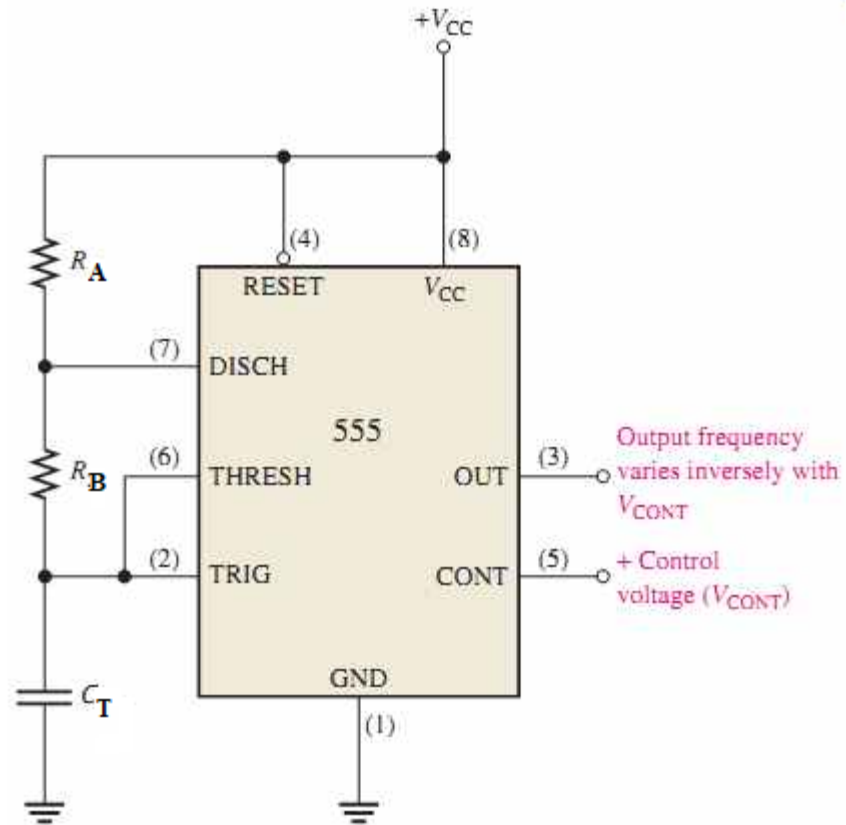 +VCC
(4)
(8)
RA
RESET
VCC
(7)
DISCH
555
(6)
RB
THRESH
OUT
(3)
Output frequency
varies inversely with
VCONT
(2)
TRIG
CONT
(5)
+ Control
voltage (VCONT)
GND
CT
(1)